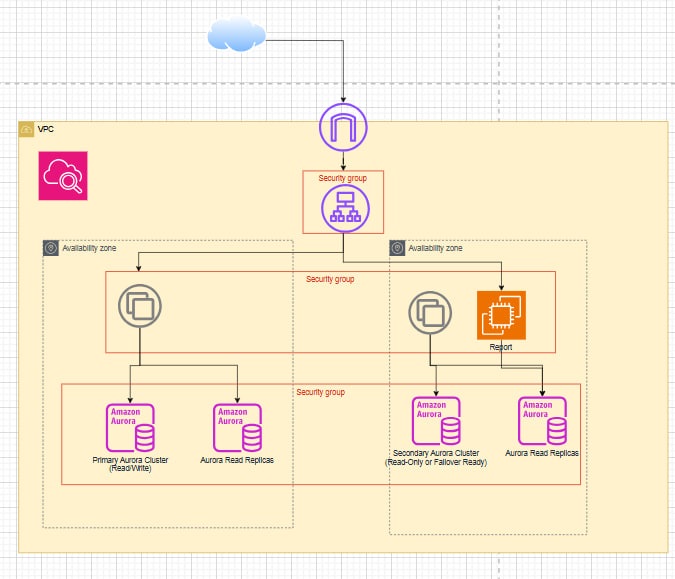 VPC
Security group
Availability zone
Availability zone
Security group
Report
Security group
Amazon
Aurora
Amazon
Aurora
Amazon
Aurora
Amazon
Aurora
Primary Aurora Cluster
(Read/Write)
Aurora Read Replicas
Secondary Aurora Cluster
(Read-Only or Failover Ready)
Aurora Read Replicas